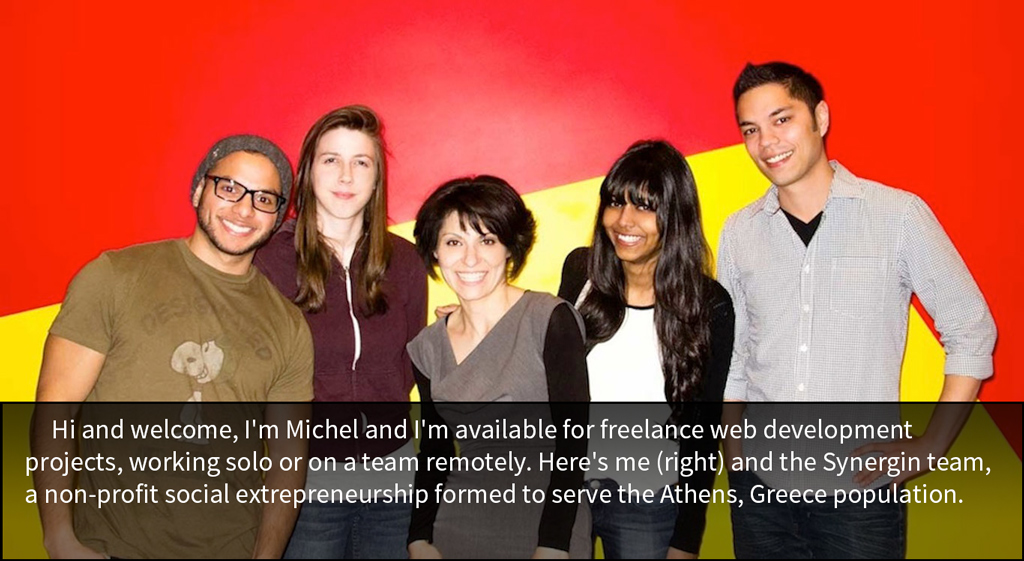 Hi and welcome, I'm Michel and I'm available for freelance web development
projects, working solo or on a team remotely. Here's me (right) and the Synergin team,
a non-profit social extrepreneurship formed to serve the Athens, Greece population.